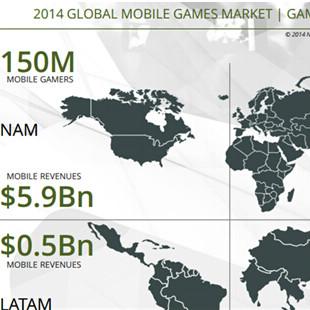 2014 GLOBAL MOBILE GAMES MARKET | GAM
© 2014 N
150M
MOBILE GAMERS
NAM
MOBILE REVENUES
$5.9Bn
$0.5Bn
MOBILE REVENUES
LATAM